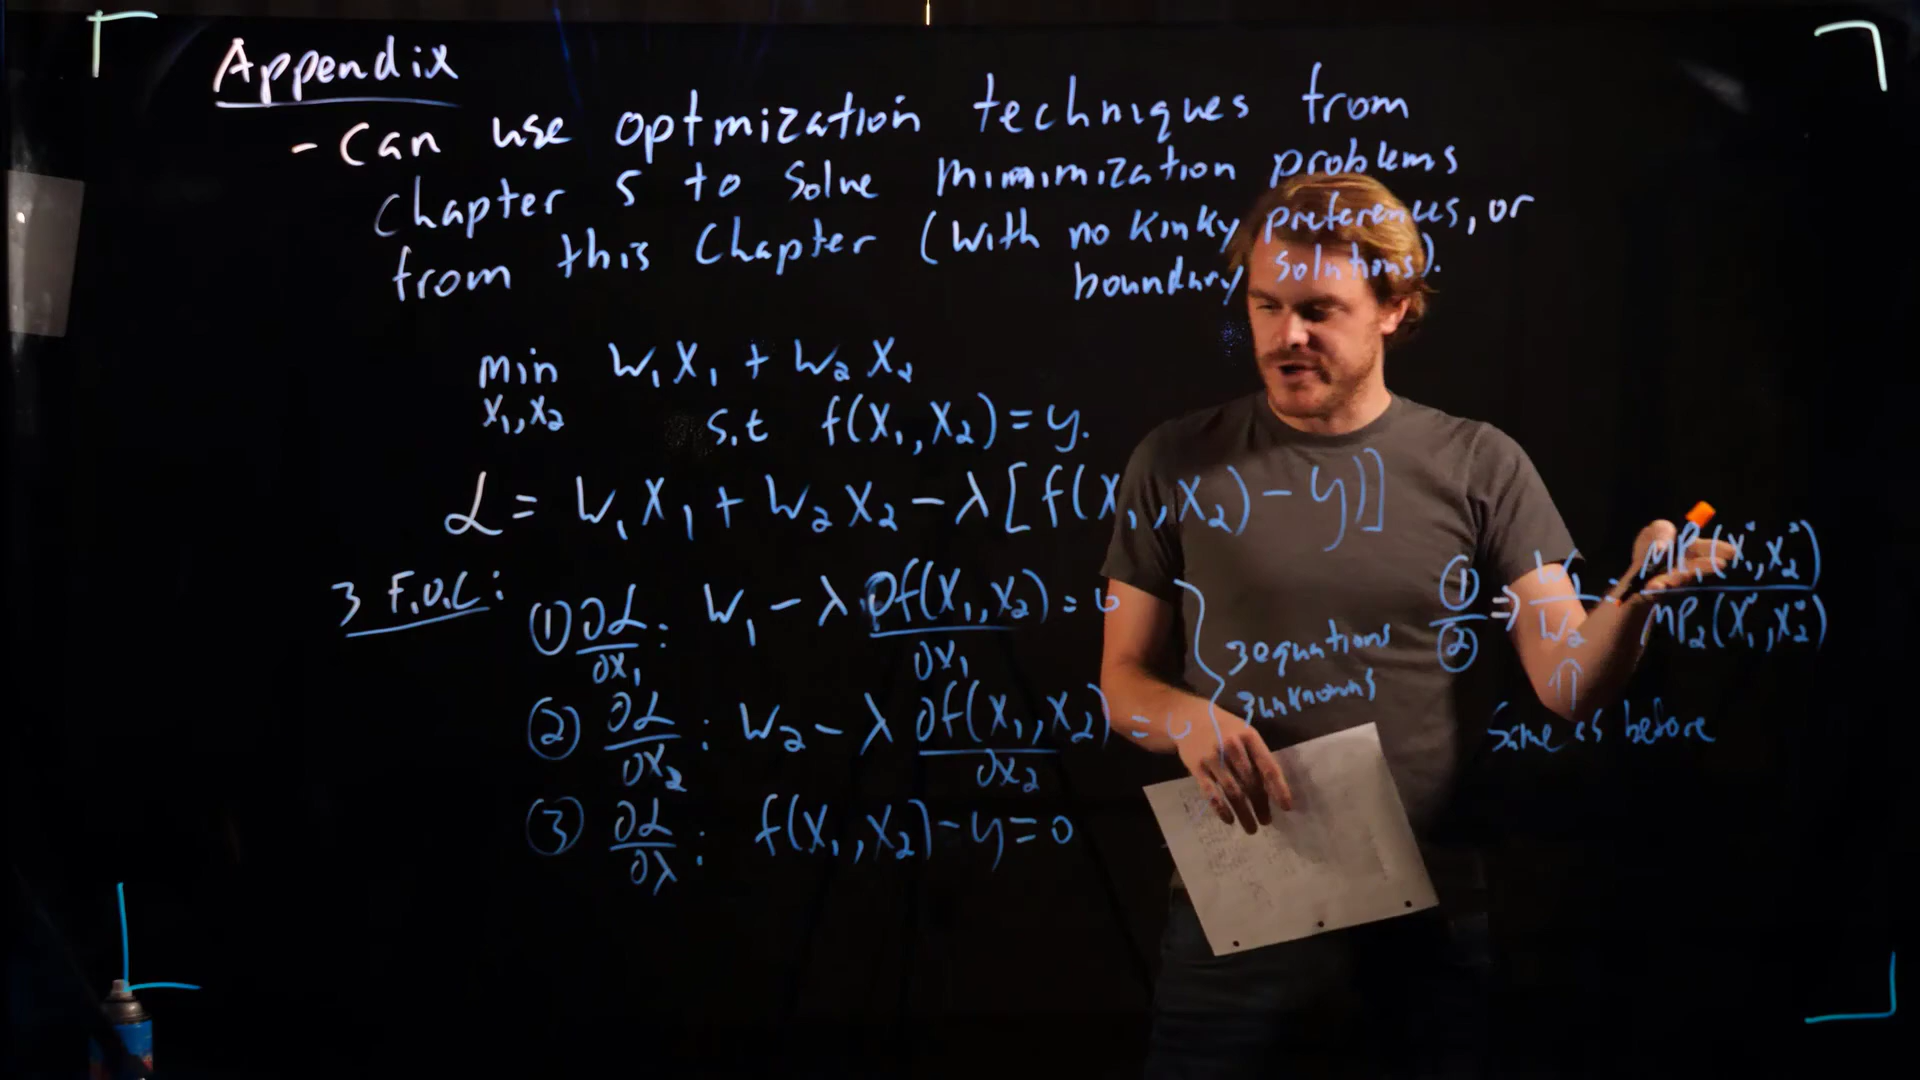 Appendix
- Can use optmization techniques from
Chapter 5 to Solve minimization problems
from this Chapter (With no Kinky preferences, or
boundary solutions).
min W₁X₁ + W₂X₂
X₁,X₂ s.t f(X₁,X₂)=y.
ℒ = W₁X₁ + W₂X₂ - λ[f(X₁,X₂)-y)]
3 F.O.C:
① ∂ℒ/∂X₁: W₁ - λ ∂f(X₁,X₂)/∂X₁ = 0
② ∂ℒ/∂X₂: W₂ - λ ∂f(X₁,X₂)/∂X₂ = 0
③ ∂ℒ/∂λ: f(X₁,X₂)-y=0
3 equations
3 unknowns
①/② ⇒ W₁/W₂ = MP₁(X₁*,X₂*)/MP₂(X₁*,X₂*)
⇑
Same as before